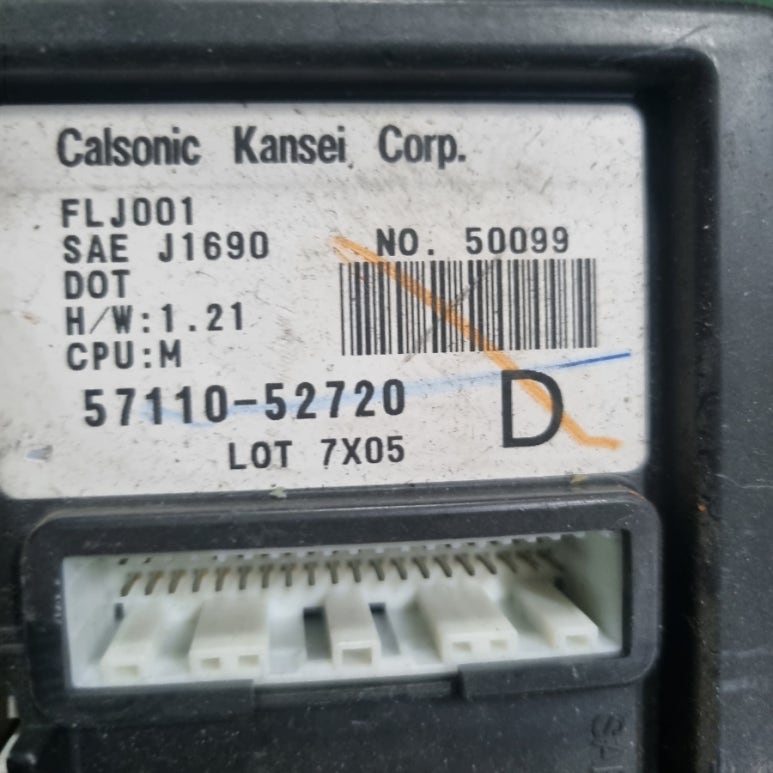 Calsonic Kansei Corp.
FLJ001
SAE J1690
NO. 50099
DOT
H/W:1.21
CPU:M
57110-52720
D
LOT 7X05